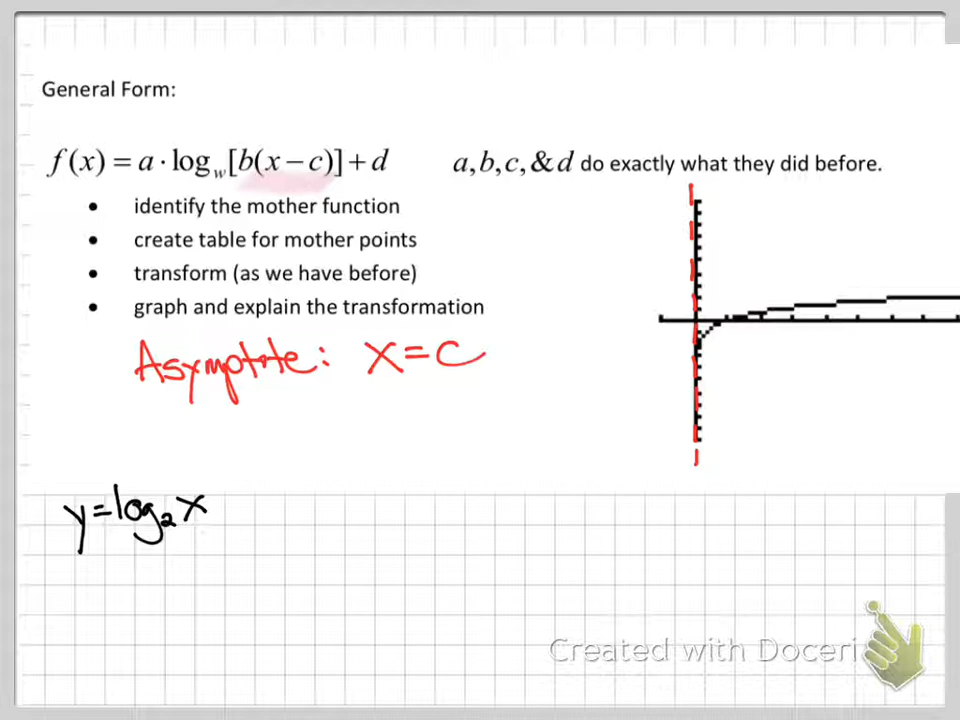 General Form:
f(x) = a · log_w [b(x − c)] + d a, b, c, & d do exactly what they did before.
• identify the mother function
• create table for mother points
• transform (as we have before)
• graph and explain the transformation
Asymptote: x = c
y = log₂ x
Created with Doceri